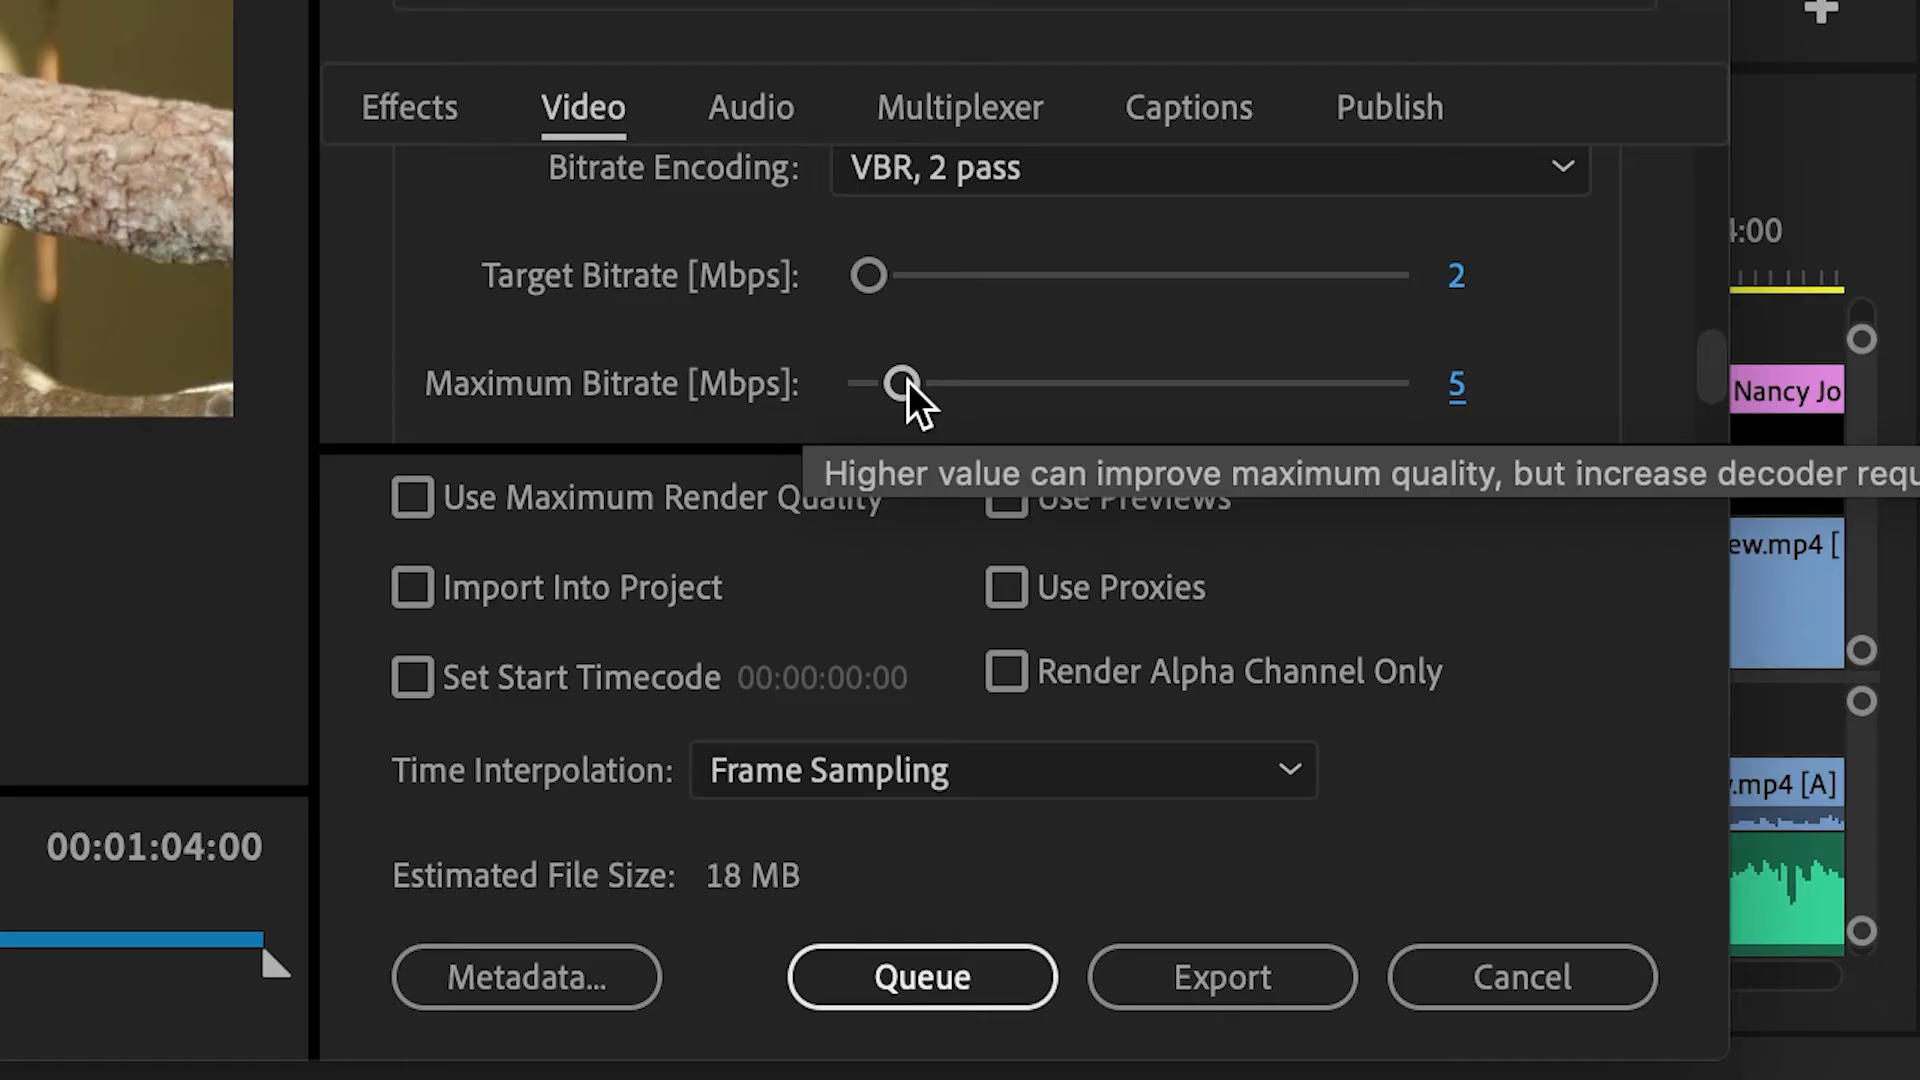 Effects Video Audio Multiplexer Captions Publish
Bitrate Encoding: VBR, 2 pass
Target Bitrate [Mbps]: 2
Maximum Bitrate [Mbps]: 5
Higher value can improve maximum quality, but increase decoder requ
Use Maximum Render Quality Use Previews
Import Into Project Use Proxies
Set Start Timecode 00:00:00:00 Render Alpha Channel Only
Time Interpolation: Frame Sampling
Estimated File Size: 18 MB
Metadata... Queue Export Cancel
00:01:04:00
4:00
Nancy Jo
ew.mp4 [
.mp4 [A]